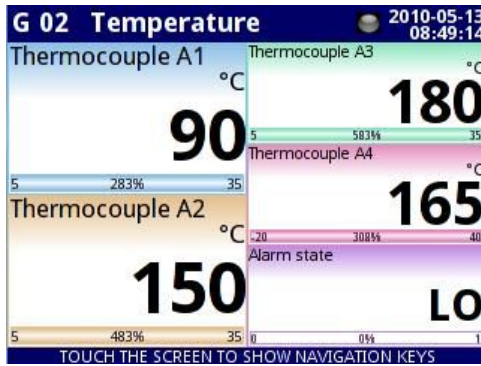 G 02 Temperature
2010-05-13
08:49:14
Thermocouple A1
°C
90
5 283% 35
Thermocouple A2
°C
150
5 483% 35
Thermocouple A3
°C
180
5 583% 35
Thermocouple A4
°C
165
-20 308% 40
Alarm state
LO
0 0% 1
TOUCH THE SCREEN TO SHOW NAVIGATION KEYS